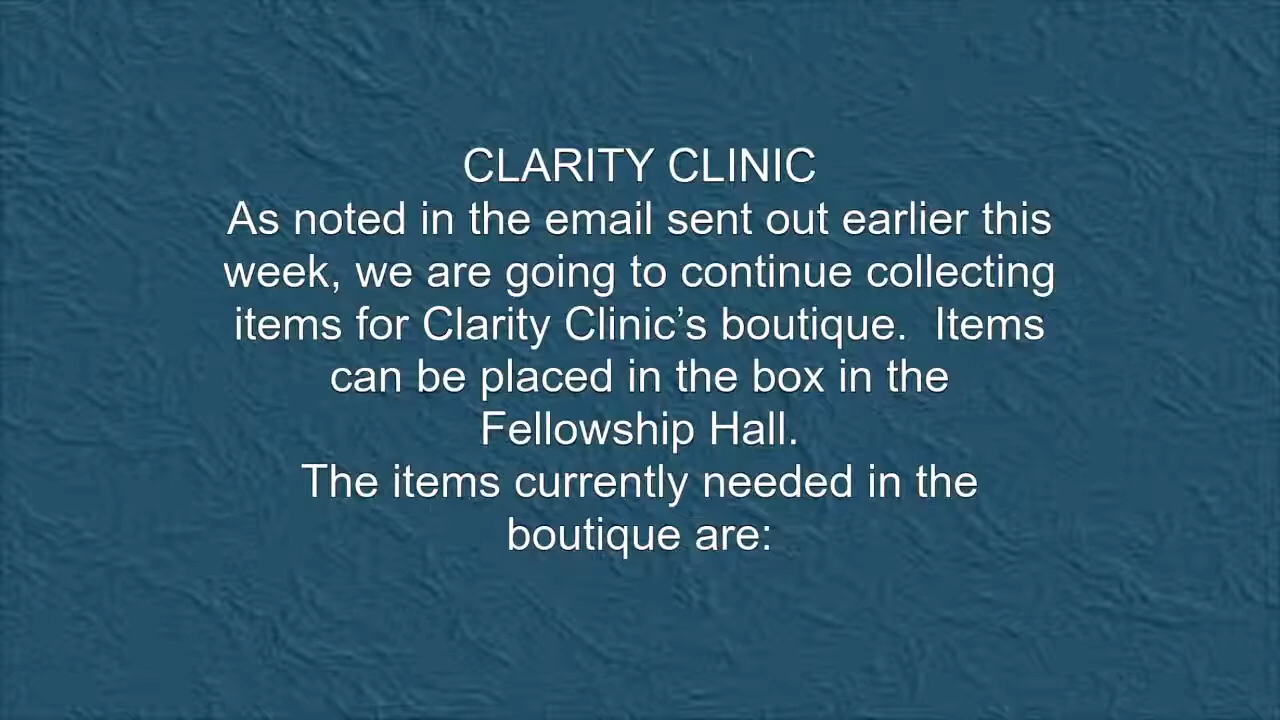 CLARITY CLINIC
As noted in the email sent out earlier this
week, we are going to continue collecting
items for Clarity Clinic’s boutique.  Items
can be placed in the box in the
Fellowship Hall.
The items currently needed in the
boutique are: